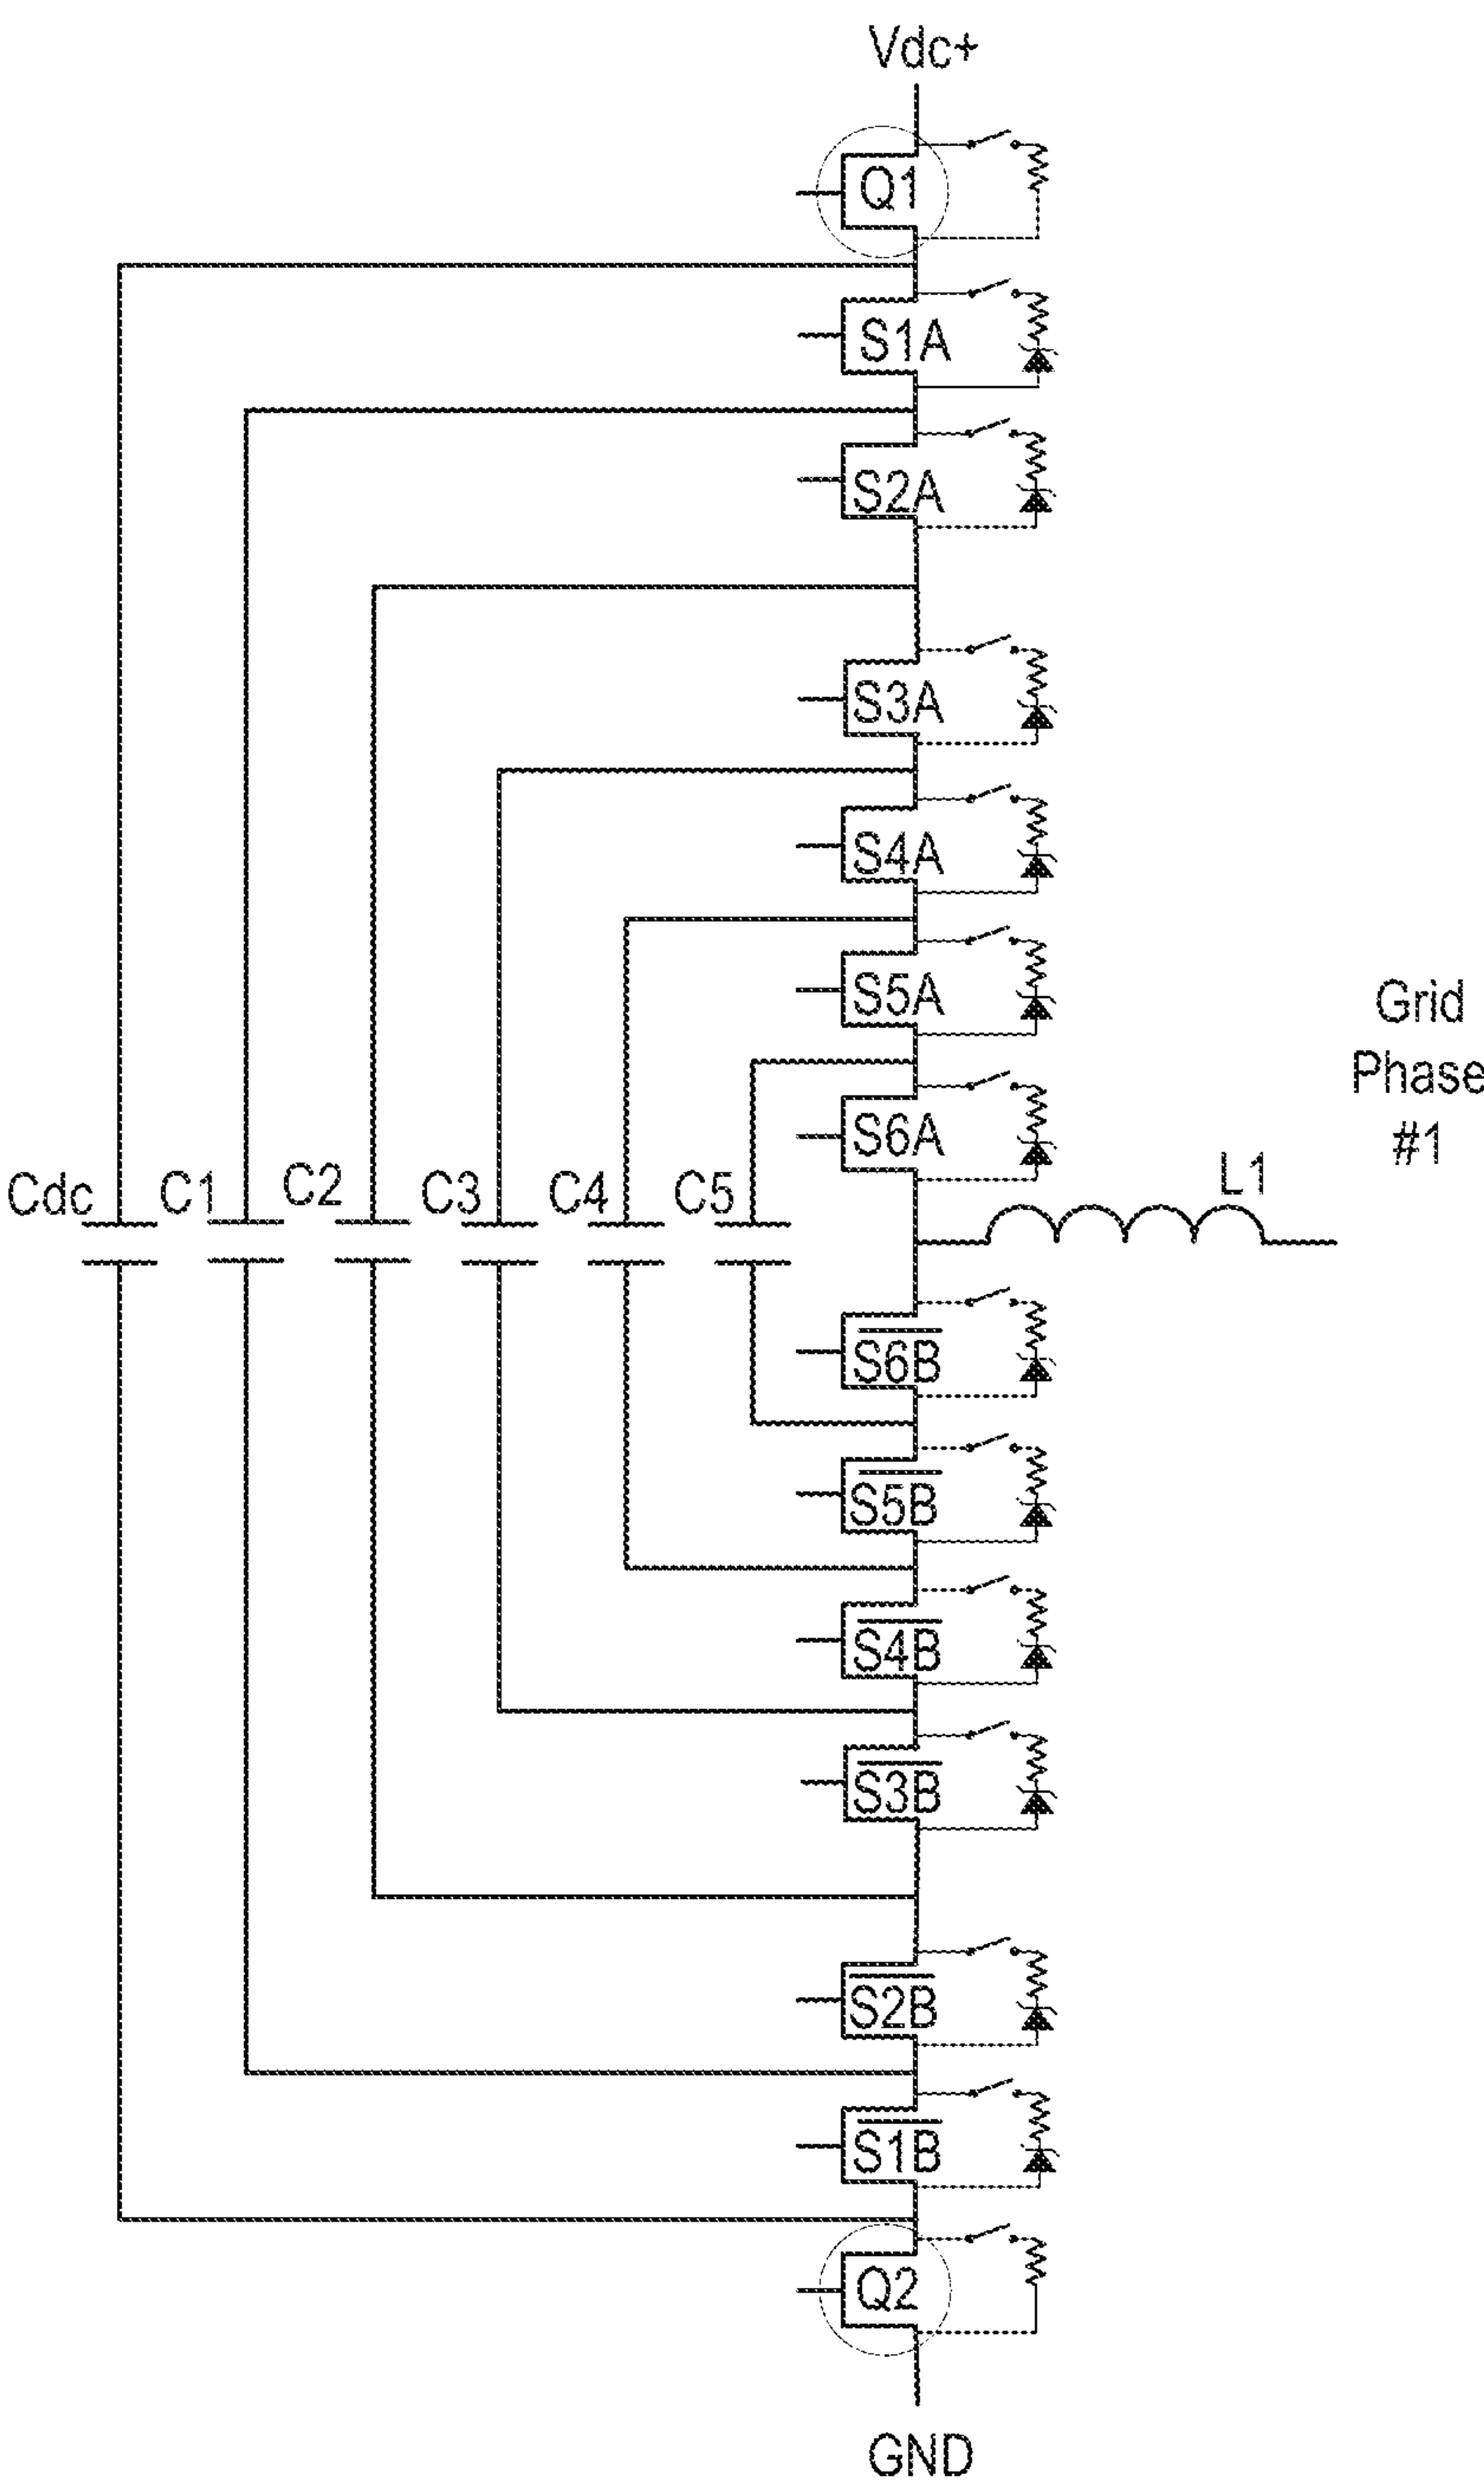 Vdc+
Q1
S1A
S2A
S3A
S4A
S5A
Grid
Phase
#1
S6A
Cdc
C1
C2
C3
C4
C5
L1
S6B
S5B
S4B
S3B
S2B
S1B
Q2
GND